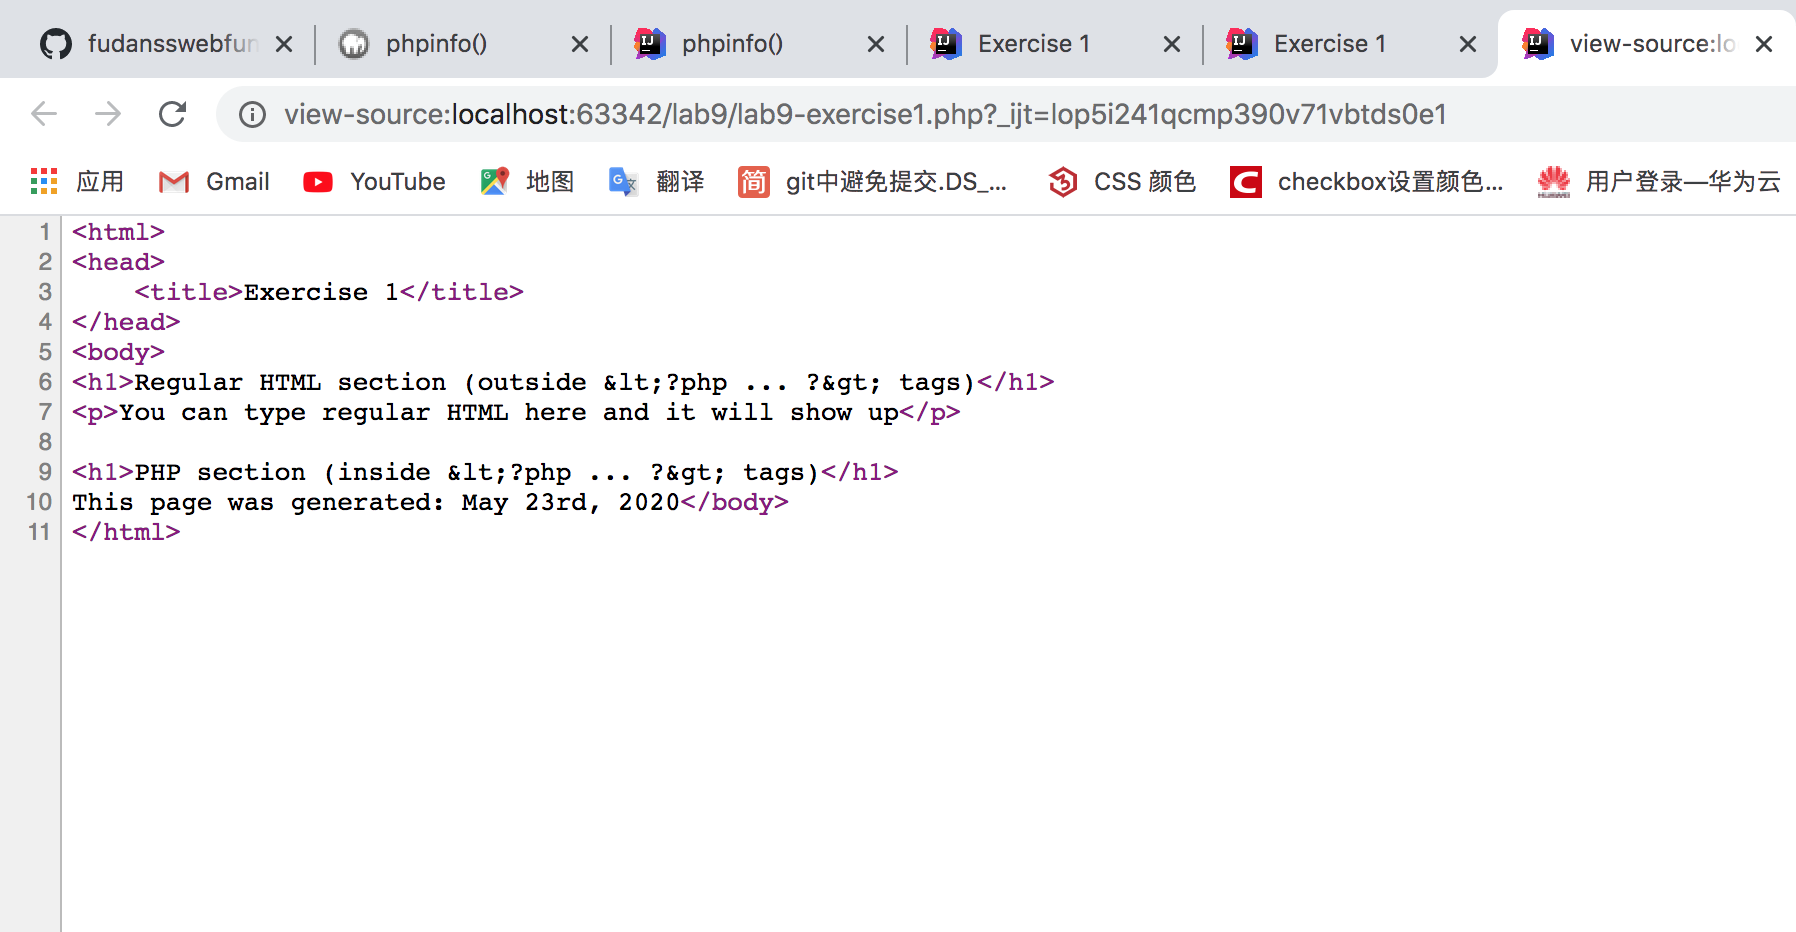 fudansswebfun
phpinfo()
phpinfo()
Exercise 1
Exercise 1
view-source:lo
view-source:localhost:63342/lab9/lab9-exercise1.php?_ijt=lop5i241qcmp390v71vbtds0e1
应用 Gmail YouTube 地图 翻译 简 git中避免提交.DS_... CSS 颜色 checkbox设置颜色... 用户登录—华为云
1 <html>
2 <head>
3     <title>Exercise 1</title>
4 </head>
5 <body>
6 <h1>Regular HTML section (outside &lt;?php ... ?&gt; tags)</h1>
7 <p>You can type regular HTML here and it will show up</p>
8
9 <h1>PHP section (inside &lt;?php ... ?&gt; tags)</h1>
10 This page was generated: May 23rd, 2020</body>
11 </html>